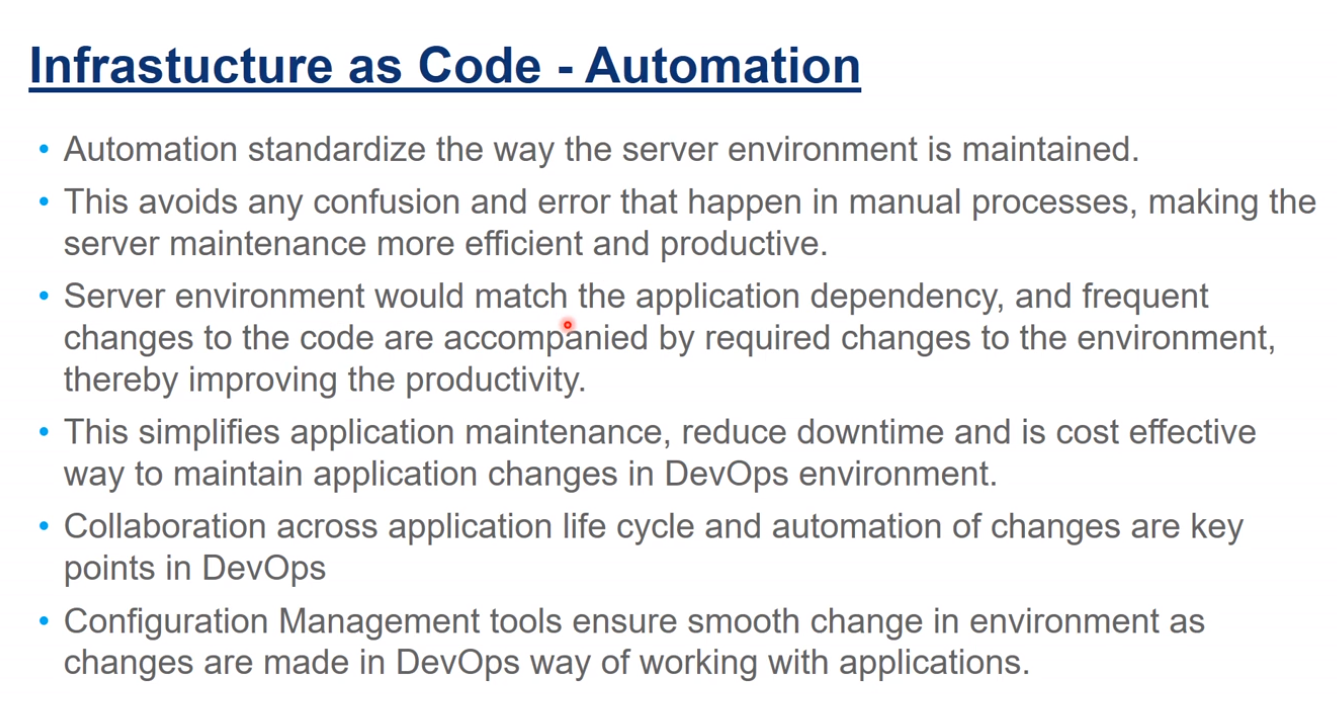 Infrastucture as Code - Automation
• Automation standardize the way the server environment is maintained.
• This avoids any confusion and error that happen in manual processes, making the
server maintenance more efficient and productive.
• Server environment would match the application dependency, and frequent
changes to the code are accompanied by required changes to the environment,
thereby improving the productivity.
• This simplifies application maintenance, reduce downtime and is cost effective
way to maintain application changes in DevOps environment.
• Collaboration across application life cycle and automation of changes are key
points in DevOps
• Configuration Management tools ensure smooth change in environment as
changes are made in DevOps way of working with applications.